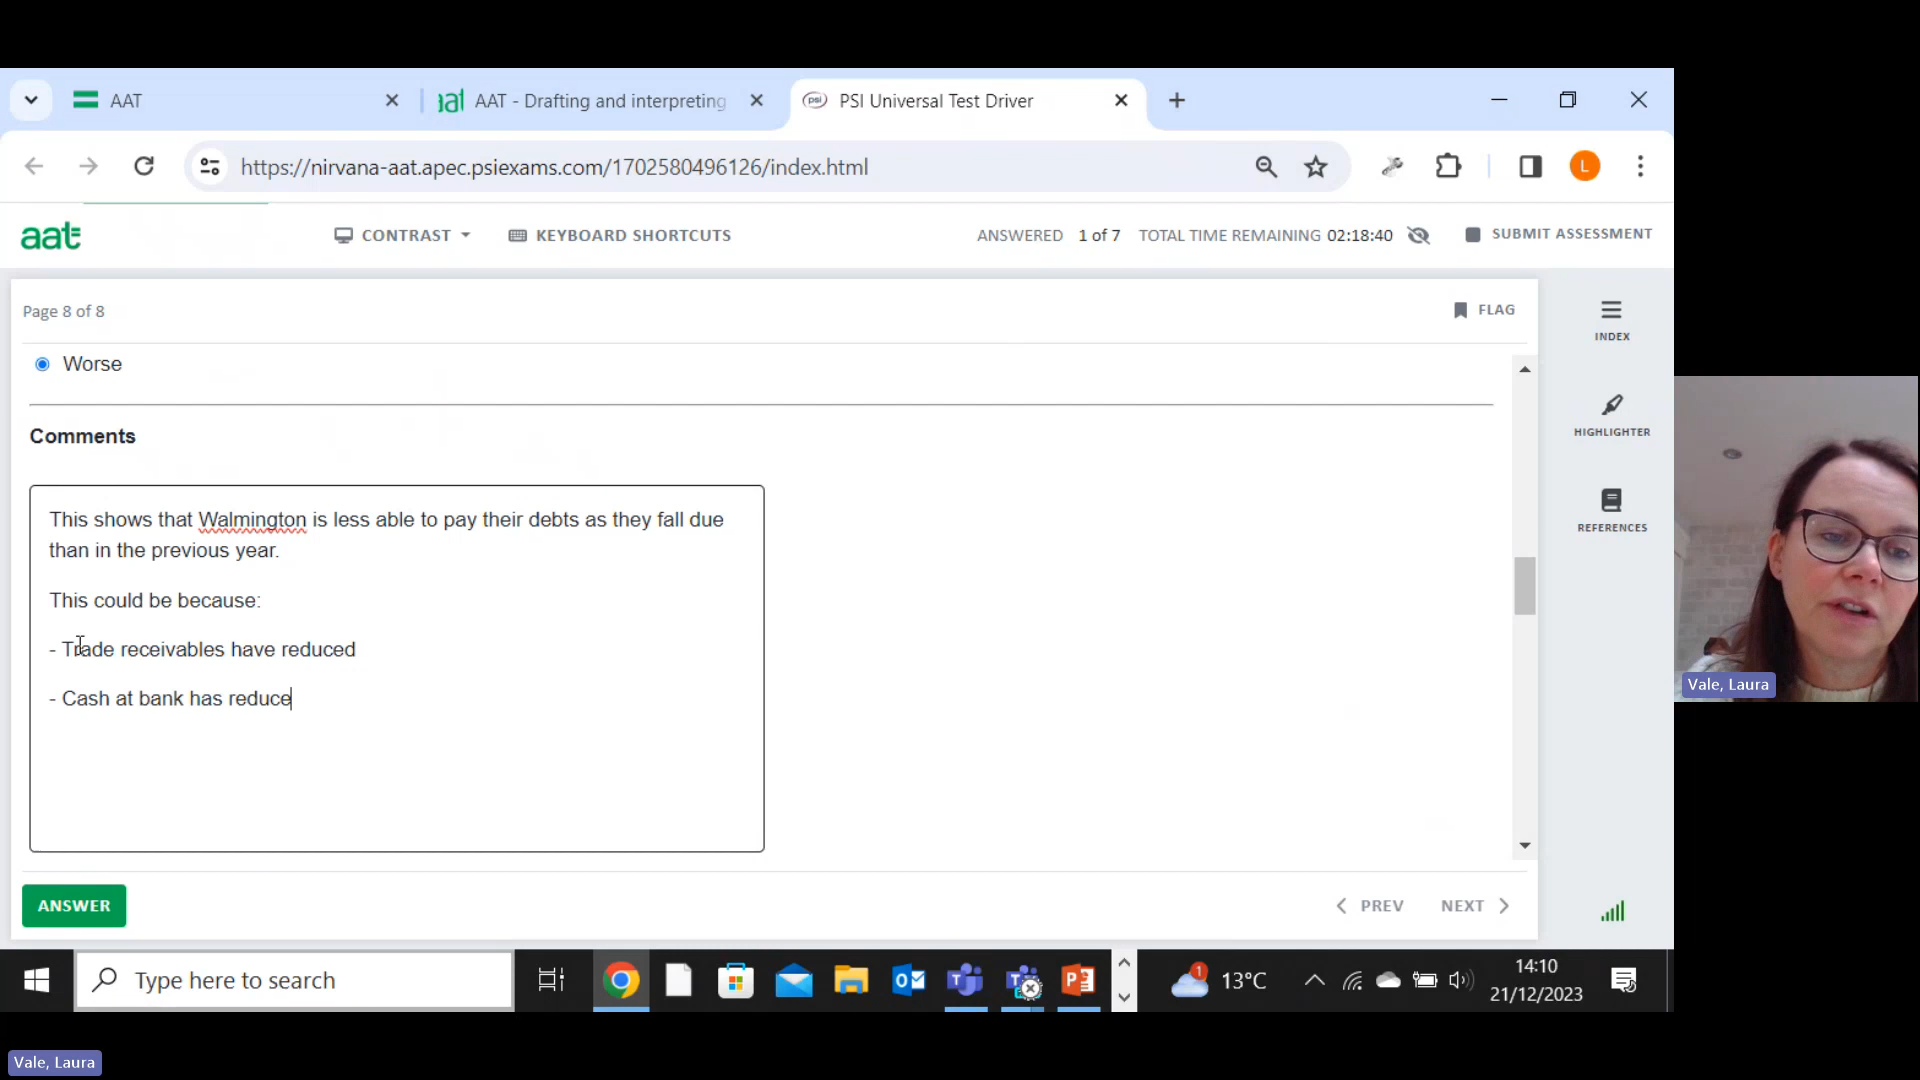 AAT
aat
AAT - Drafting and interpreting
psi
PSI Universal Test Driver
https://nirvana-aat.apec.psiexams.com/1702580496126/index.html
L
aat
CONTRAST
KEYBOARD SHORTCUTS
ANSWERED 1 of 7 TOTAL TIME REMAINING 02:18:40
SUBMIT ASSESSMENT
Page 8 of 8
FLAG
INDEX
Worse
HIGHLIGHTER
Comments
REFERENCES
This shows that Walmington is less able to pay their debts as they fall due
than in the previous year.
This could be because:
- Trade receivables have reduced
- Cash at bank has reduce
Vale, Laura
ANSWER
PREV
NEXT
Type here to search
1
13°C
14:10
21/12/2023
Vale, Laura